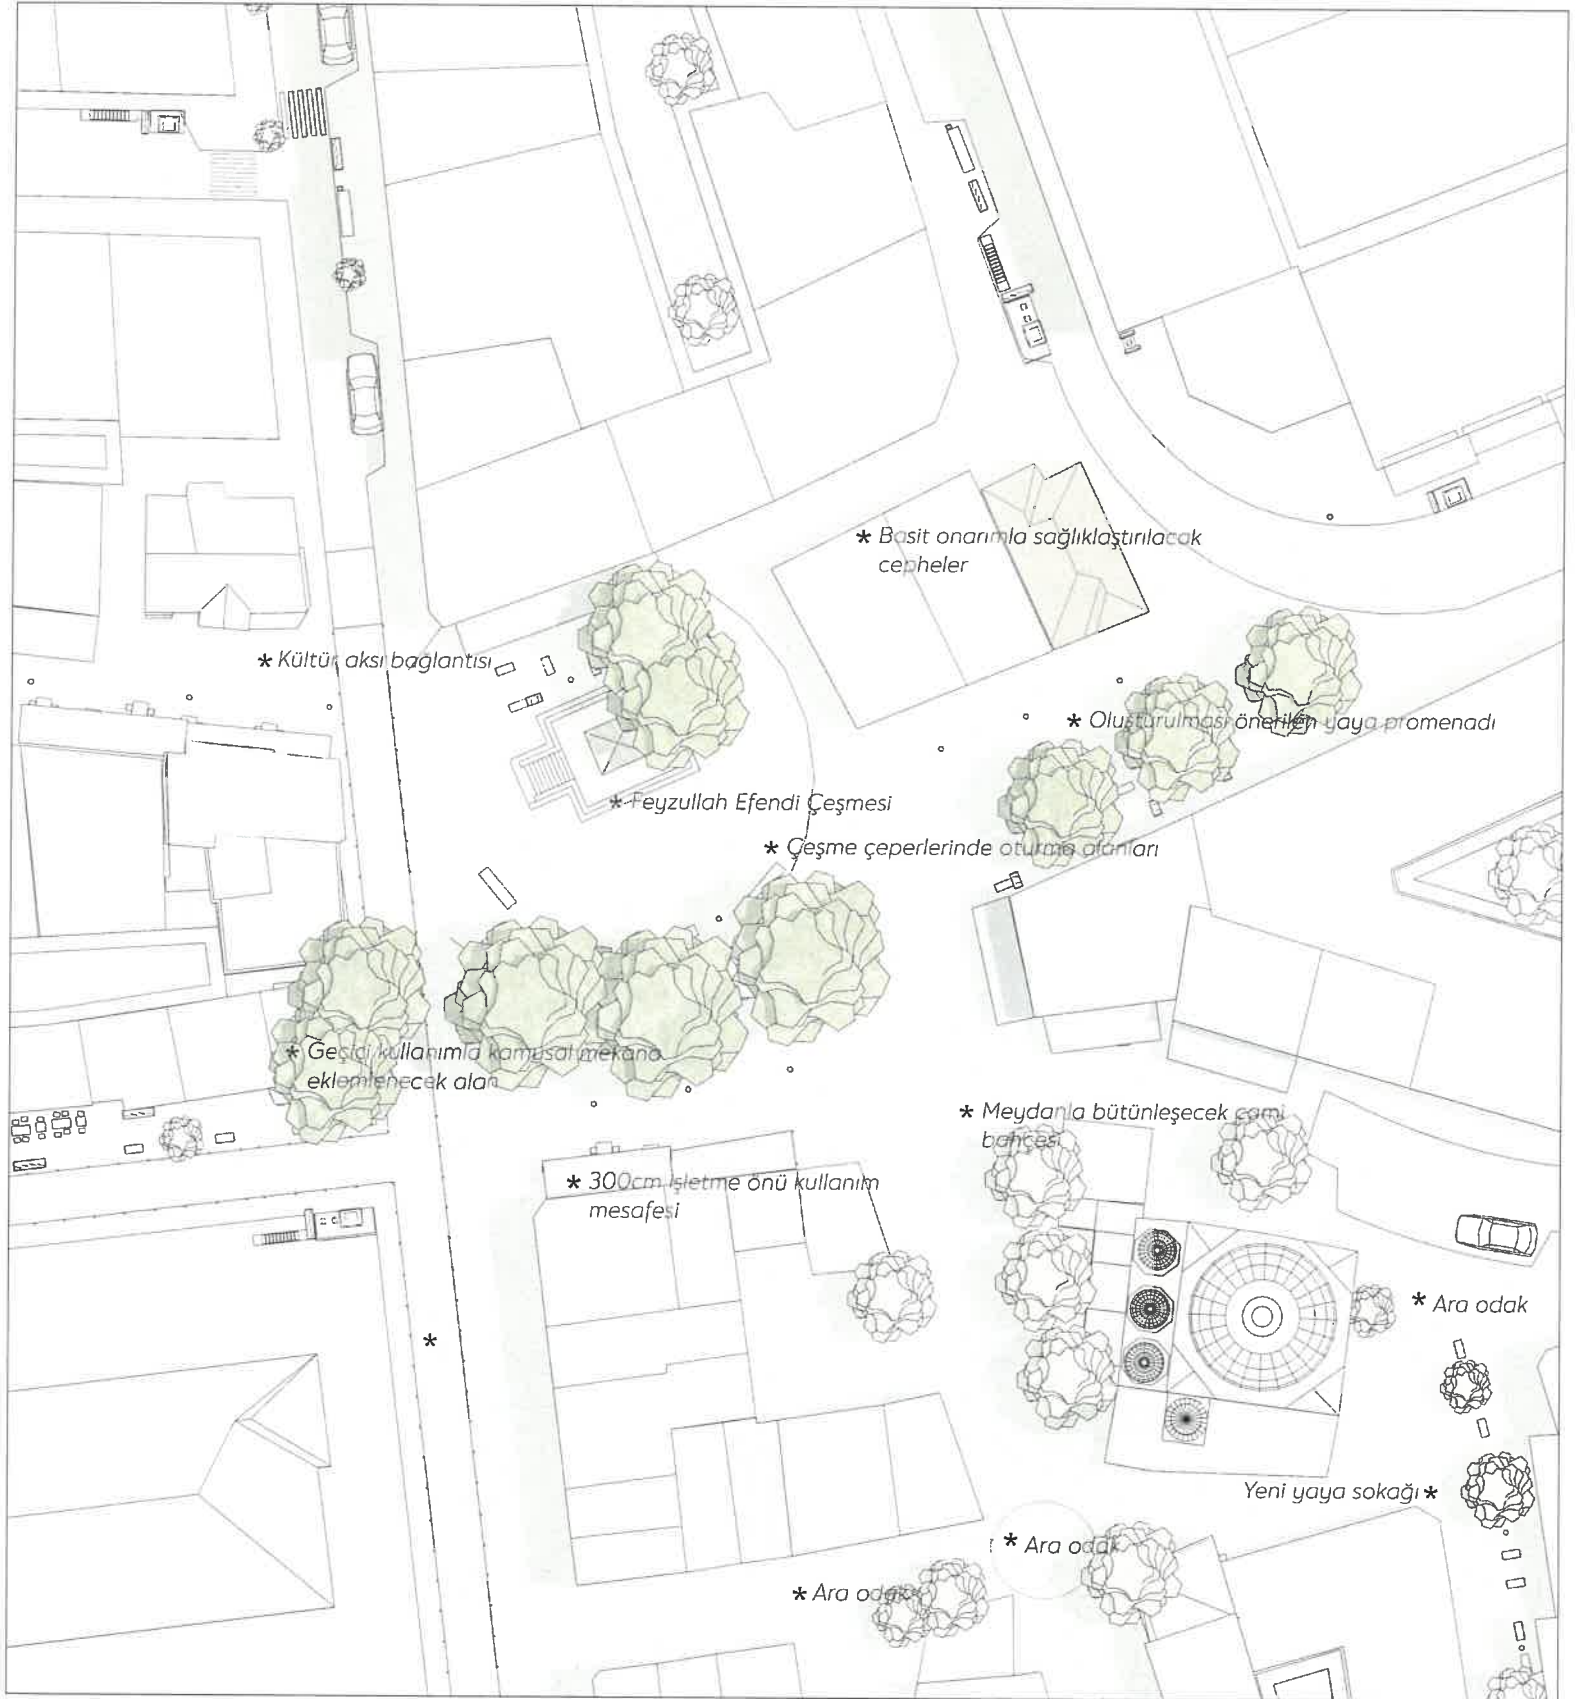 * Basit onarımla sağlıklaştırılacak
cepheler
* Kültür aksı bağlantısı
* Oluşturulması önerilen yaya promenadı
* Feyzullah Efendi Çeşmesi
* Çeşme çeperlerinde oturma alanları
* Geçici kullanımla kamusal mekana
eklemlenecek alan
* Meydanla bütünleşecek cami
bahçesi
* 300cm işletme önü kullanım
mesafesi
* Ara odak
*
Yeni yaya sokağı *
* Ara odak
* Ara odak